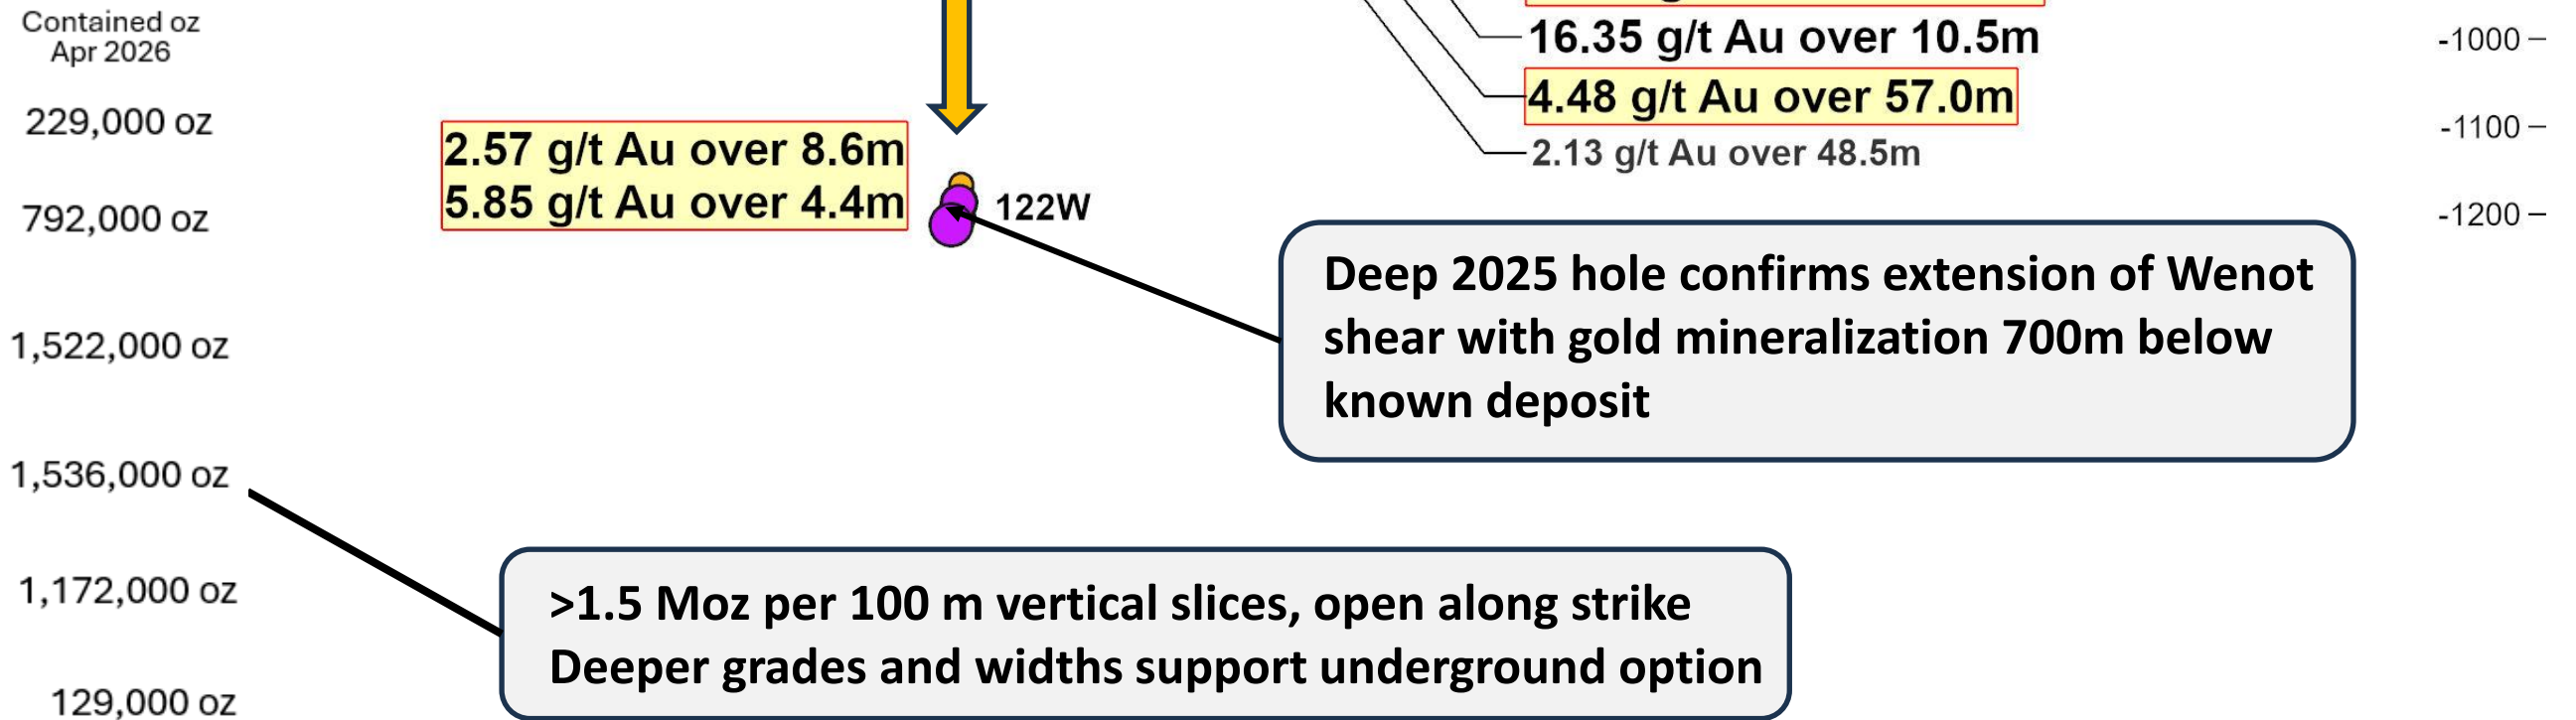 Contained oz
Apr 2026
229,000 oz
792,000 oz
1,522,000 oz
1,536,000 oz
1,172,000 oz
129,000 oz
2.57 g/t Au over 8.6m
5.85 g/t Au over 4.4m
122W
16.35 g/t Au over 10.5m
4.48 g/t Au over 57.0m
2.13 g/t Au over 48.5m
-1000
-1100
-1200
Deep 2025 hole confirms extension of Wenot
shear with gold mineralization 700m below
known deposit
>1.5 Moz per 100 m vertical slices, open along strike
Deeper grades and widths support underground option